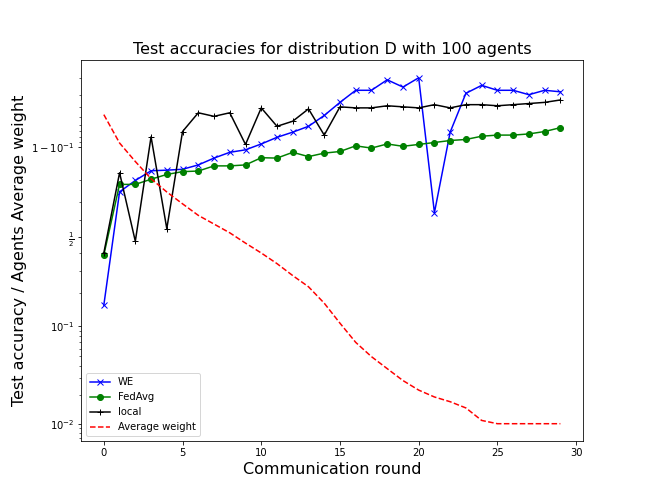 Test accuracies for distribution D with 100 agents
Test accuracy / Agents Average weight
1 − 10⁻¹
½
10⁻¹
10⁻²
WE
FedAvg
local
Average weight
0 5 10 15 20 25 30
Communication round